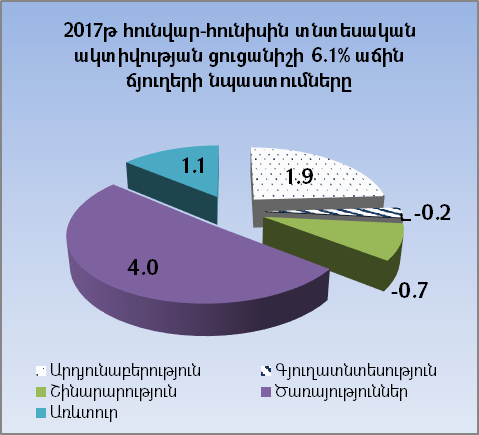 2017թ հունվար-հունիսին տնտեսական
ակտիվության ցուցանիշի 6.1% աճին
ճյուղերի նպաստումները
1.1
1.9
-0.2
4.0
-0.7
Արդյունաբերություն
Գյուղատնտեսություն
Շինարարություն
Ծառայություններ
Առևտուր